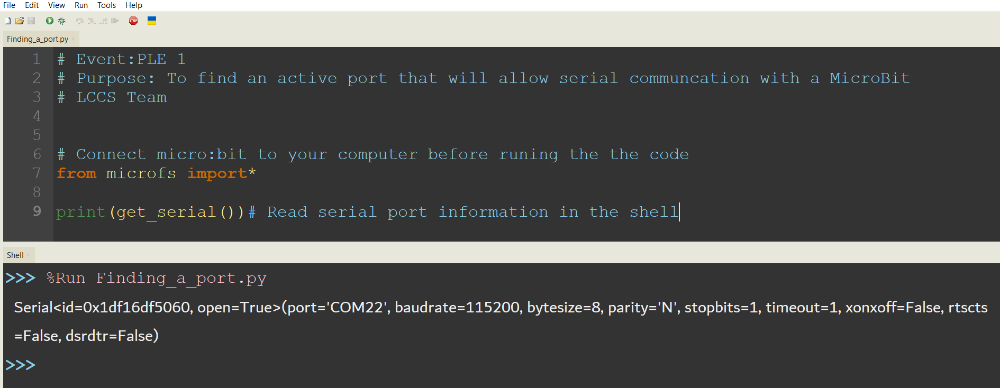 File Edit View Run Tools Help
STOP
Finding_a_port.py ×
1 # Event:PLE 1
2 # Purpose: To find an active port that will allow serial communcation with a MicroBit
3 # LCCS Team
4
5
6 # Connect micro:bit to your computer before runing the the code
7 from microfs import*
8
9 print(get_serial())# Read serial port information in the shell
Shell ×
>>> %Run Finding_a_port.py
Serial<id=0x1df16df5060, open=True>(port='COM22', baudrate=115200, bytesize=8, parity='N', stopbits=1, timeout=1, xonxoff=False, rtscts
=False, dsrdtr=False)
>>>